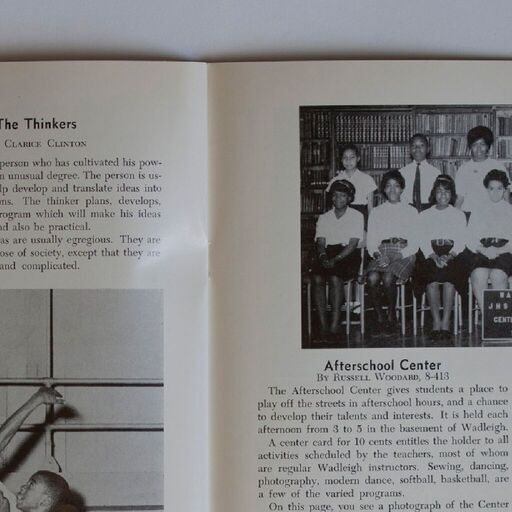 The Thinkers
CLARICE CLINTON
person who has cultivated his pow-
n unusual degree. The person is us-
lp develop and translate ideas into
ns. The thinker plans, develops,
rogram which will make his ideas
nd also be practical.
as are usually egregious. They are
ose of society, except that they are
and complicated.
JHS
CENTE
Afterschool Center
BY RUSSELL WOODARD, 8-413
The Afterschool Center gives students a place to
play off the streets in afterschool hours, and a chance
to develop their talents and interests. It is held each
afternoon from 3 to 5 in the basement of Wadleigh.
A center card for 10 cents entitles the holder to all
activities scheduled by the teachers, most of whom
are regular Wadleigh instructors. Sewing, dancing,
photography, modern dance, softball, basketball, are
a few of the varied programs.
On this page, you see a photograph of the Center